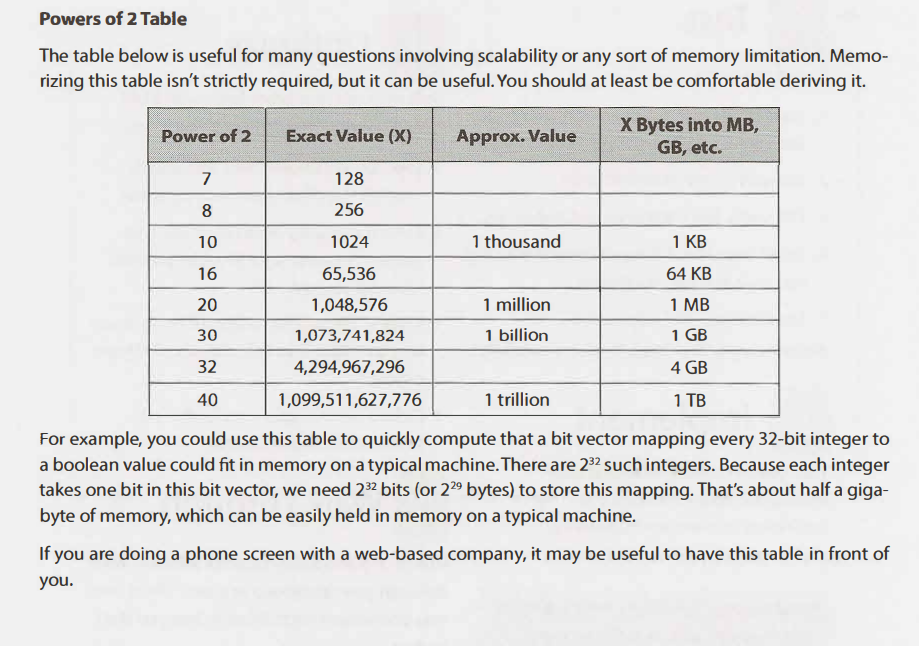 Powers of 2 Table
The table below is useful for many questions involving scalability or any sort of memory limitation. Memo-
rizing this table isn't strictly required, but it can be useful. You should at least be comfortable deriving it.
Power of 2 Exact Value (X) Approx. Value X Bytes into MB,
GB, etc.
7 128
8 256
10 1024 1 thousand 1 KB
16 65,536 64 KB
20 1,048,576 1 million 1 MB
30 1,073,741,824 1 billion 1 GB
32 4,294,967,296 4 GB
40 1,099,511,627,776 1 trillion 1 TB
For example, you could use this table to quickly compute that a bit vector mapping every 32-bit integer to
a boolean value could fit in memory on a typical machine. There are 2³² such integers. Because each integer
takes one bit in this bit vector, we need 2³² bits (or 2²⁹ bytes) to store this mapping. That's about half a giga-
byte of memory, which can be easily held in memory on a typical machine.
If you are doing a phone screen with a web-based company, it may be useful to have this table in front of
you.